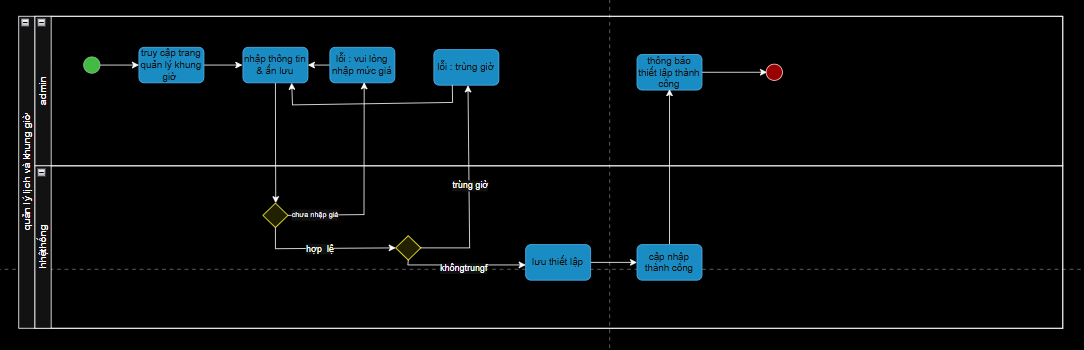 quản lý lịch và khung giờ
admin
truy cập trang
quản lý khung
giờ
nhập thông tin
& ấn lưu
lỗi : vui lòng
nhập mức giá
lỗi : trùng giờ
thông báo
thiết lập thành
công
trùng giờ
chưa nhập giá
hợp lệ
khôngtrungf
lưu thiết lập
cập nhập
thành công